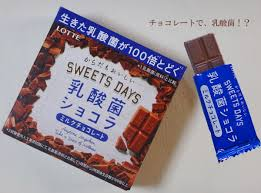 チョコレートで、乳酸菌！？
生きた乳酸菌が100倍とどく
LOTTE
からだにおいしい
SWEETS DAYS
乳酸菌
ショコラ
ミルクチョコレート
SWEETS DAYS
乳酸菌
ショコラ